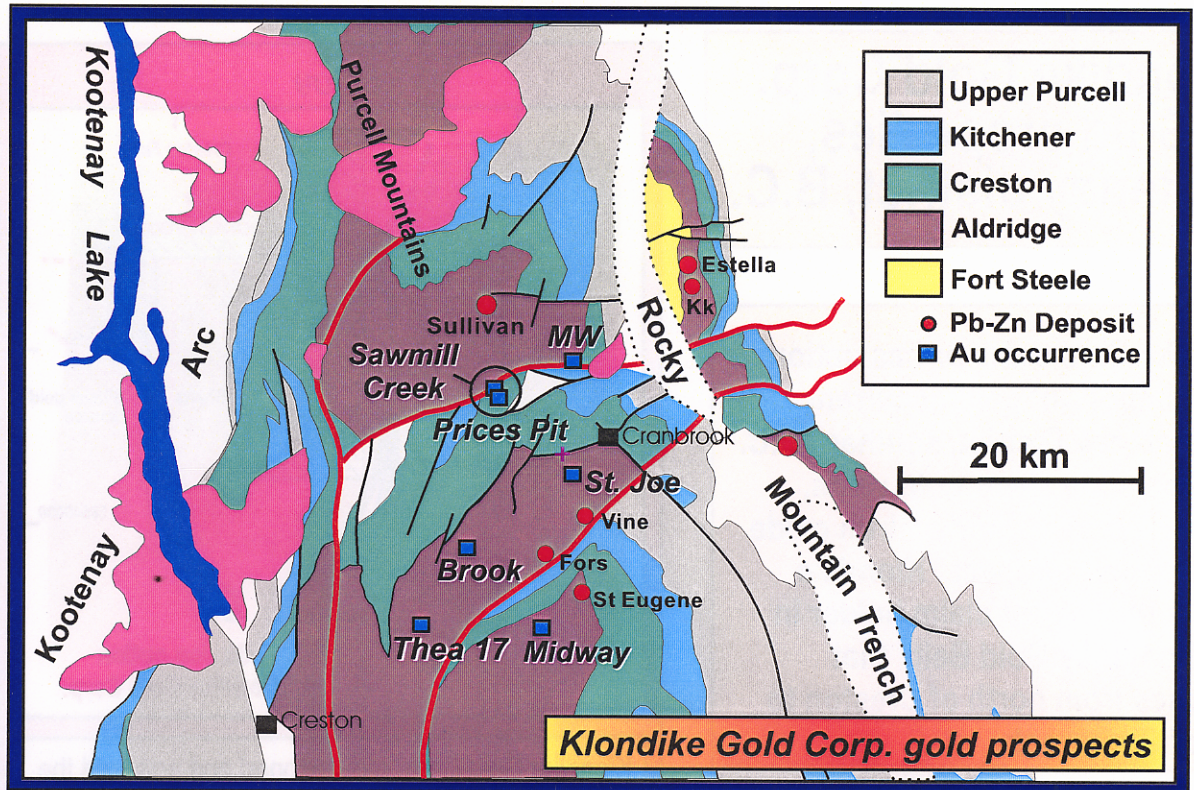 Kootenay Lake
Purcell Mountains
Arc
Kootenay
Rocky
Mountain Trench
Upper Purcell
Kitchener
Creston
Aldridge
Fort Steele
Pb-Zn Deposit
Au occurrence
20 km
Estella
Kk
Sullivan
MW
Sawmill
Creek
Prices Pit
Cranbrook
St. Joe
Vine
Brook
Fors
St Eugene
Thea 17
Midway
Creston
Klondike Gold Corp. gold prospects